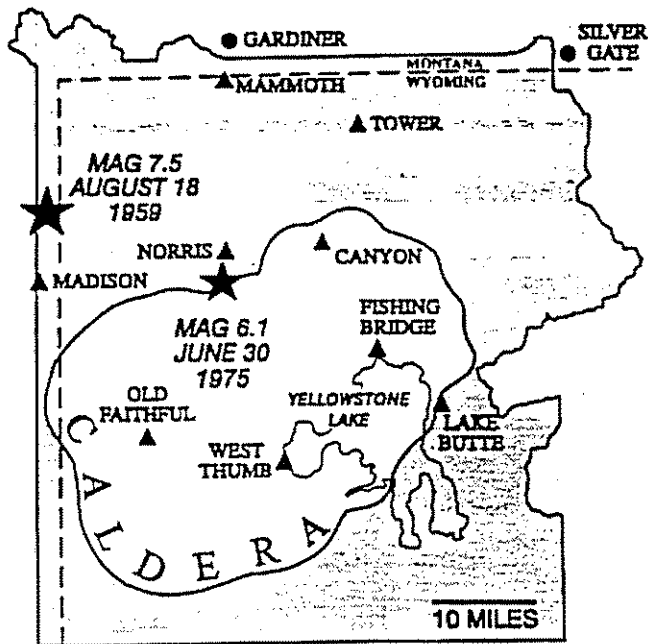 GARDINER
SILVER
GATE
MONTANA
WYOMING
MAMMOTH
TOWER
MAG 7.5
AUGUST 18
1959
NORRIS
CANYON
MADISON
FISHING
BRIDGE
MAG 6.1
JUNE 30
1975
OLD
FAITHFUL
YELLOWSTONE
LAKE
LAKE
BUTTE
WEST
THUMB
CALDERA
10 MILES